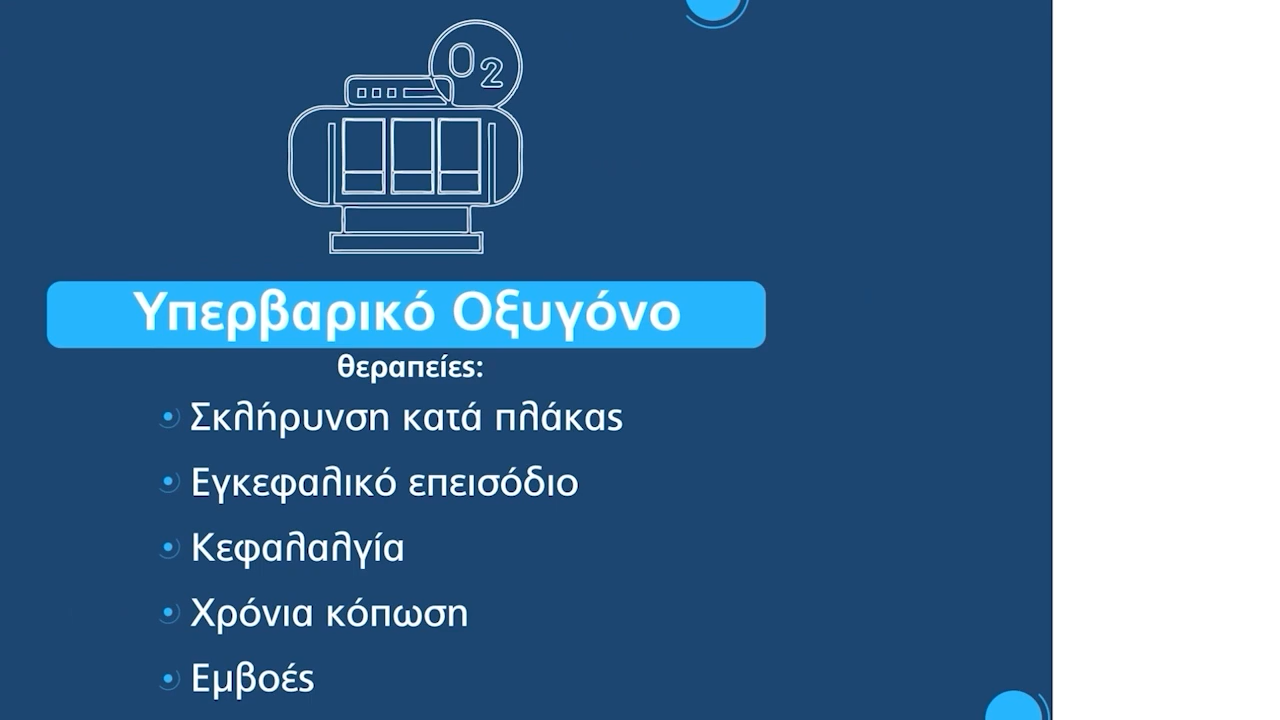 O2
Υπερβαρικό Οξυγόνο
θεραπείες:
Σκλήρυνση κατά πλάκας
Εγκεφαλικό επεισόδιο
Κεφαλαλγία
Χρόνια κόπωση
Εμβοές